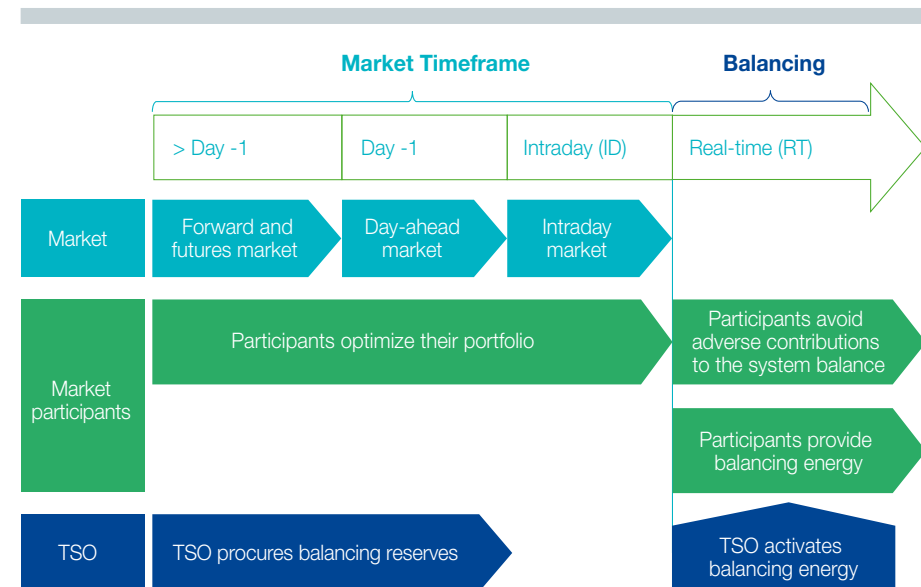 Market Timeframe
Balancing
> Day -1
Day -1
Intraday (ID)
Real-time (RT)
Market
Forward and
futures market
Day-ahead
market
Intraday
market
Market
participants
Participants optimize their portfolio
Participants avoid
adverse contributions
to the system balance
Participants provide
balancing energy
TSO
TSO procures balancing reserves
TSO activates
balancing energy